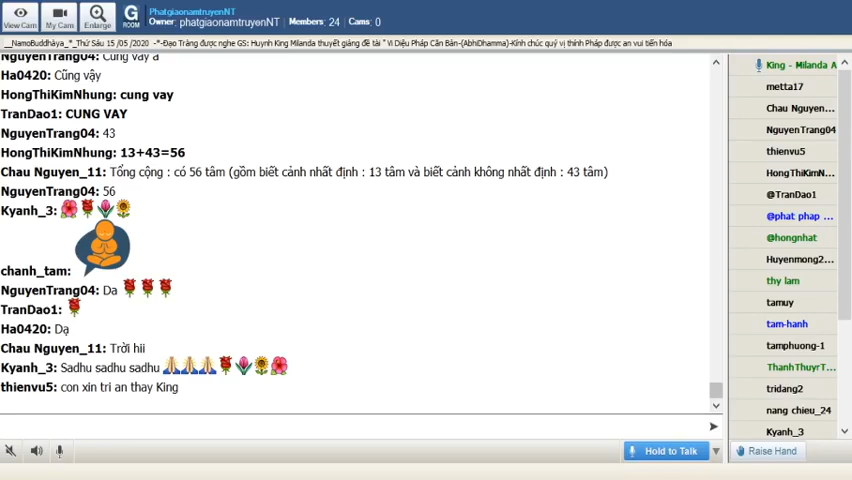 View Cam
My Cam
Enlarge
G
ROOM
PhatgiaonamtruyenNT
Owner: phatgiaonamtruyenNT Members: 24 Cams: 0
__NamoBuddhàya_*_Thứ Sáu 15 /05 /2020 -*-Đạo Tràng được nghe GS: Huynh King Milanda thuyết giảng đề tài " Vi Diệu Pháp Căn Bản-(AbhiDhamma)-Kính chúc quý vị thính Pháp được an vui tiến hóa
NguyenTrang04: Cung vay a
Ha0420: Cũng vậy
HongThiKimNhung: cung vay
TranDao1: CUNG VAY
NguyenTrang04: 43
HongThiKimNhung: 13+43=56
Chau Nguyen_11: Tổng cộng : có 56 tâm (gồm biết cảnh nhất định : 13 tâm và biết cảnh không nhất định : 43 tâm)
NguyenTrang04: 56
Kyanh_3:
chanh_tam:
NguyenTrang04: Da
TranDao1:
Ha0420: Dạ
Chau Nguyen_11: Trời hii
Kyanh_3: Sadhu sadhu sadhu
thienvu5: con xin tri an thay King
Hold to Talk
King - Milanda A
metta17
Chau Nguyen...
NguyenTrang04
thienvu5
HongThiKimN...
@TranDao1
@phat phap ...
@hongnhat
Huyenmong2...
thy lam
tamuy
tam-hanh
tamphuong-1
ThanhThuyrT...
tridang2
nang chieu_24
Kyanh_3
Raise Hand